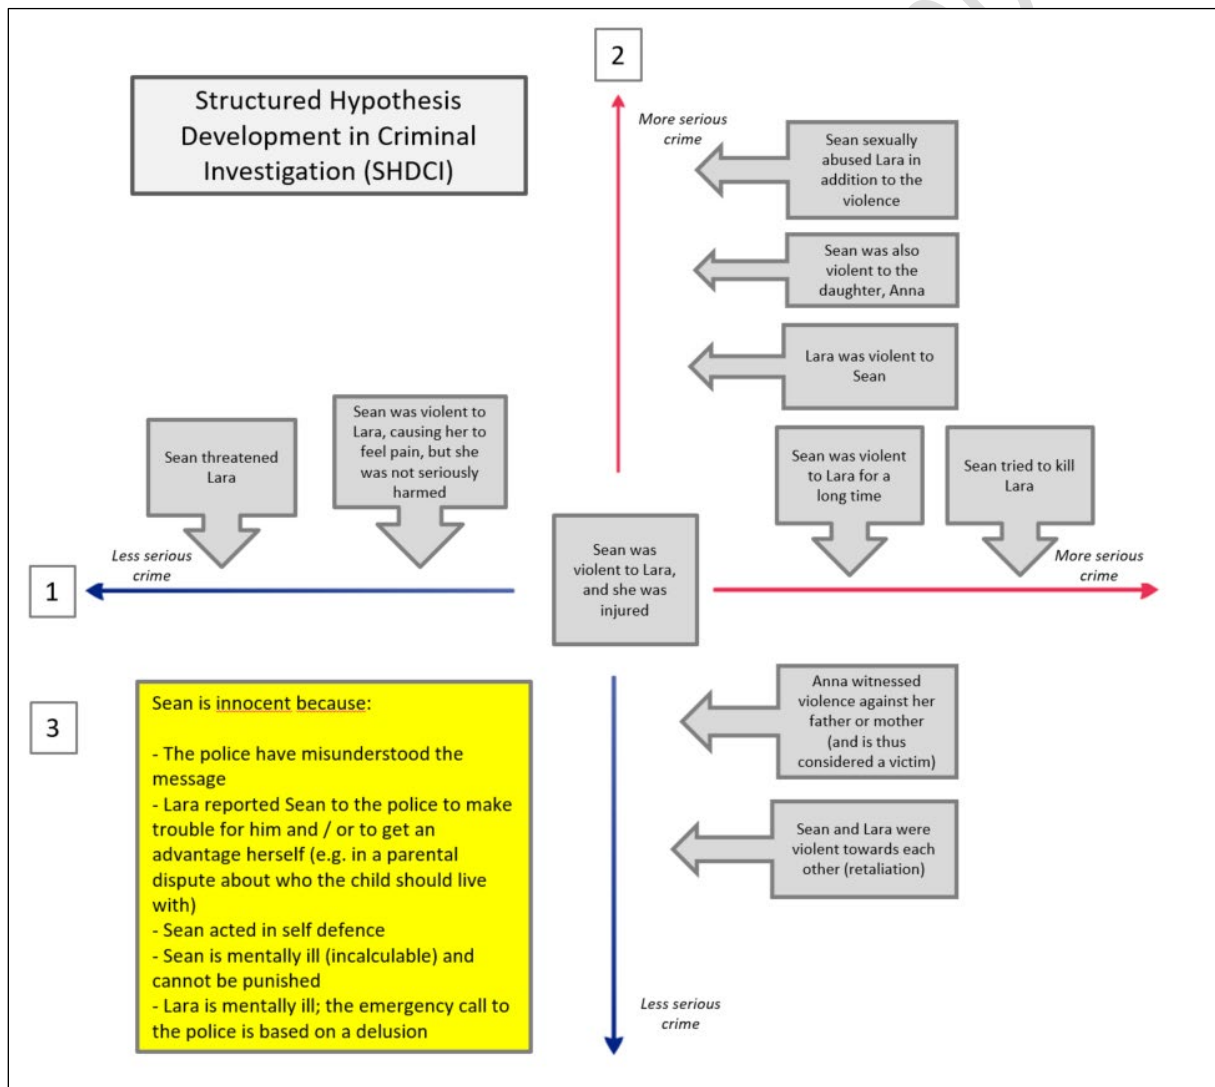 2
Structured Hypothesis
Development in Criminal
Investigation (SHDCI)
More serious
crime
Sean sexually
abused Lara in
addition to the
violence
Sean was also
violent to the
daughter, Anna
Lara was violent to
Sean
Sean threatened
Lara
Sean was violent to
Lara, causing her to
feel pain, but she
was not seriously
harmed
Sean was violent
to Lara for a
long time
Sean tried to kill
Lara
Less serious
crime
1
Sean was
violent to Lara,
and she was
injured
More serious
crime
3
Sean is innocent because:
- The police have misunderstood the
message
- Lara reported Sean to the police to make
trouble for him and / or to get an
advantage herself (e.g. in a parental
dispute about who the child should live
with)
- Sean acted in self defence
- Sean is mentally ill (incalculable) and
cannot be punished
- Lara is mentally ill; the emergency call to
the police is based on a delusion
Anna witnessed
violence against her
father or mother
(and is thus
considered a victim)
Sean and Lara were
violent towards each
other (retaliation)
Less serious
crime